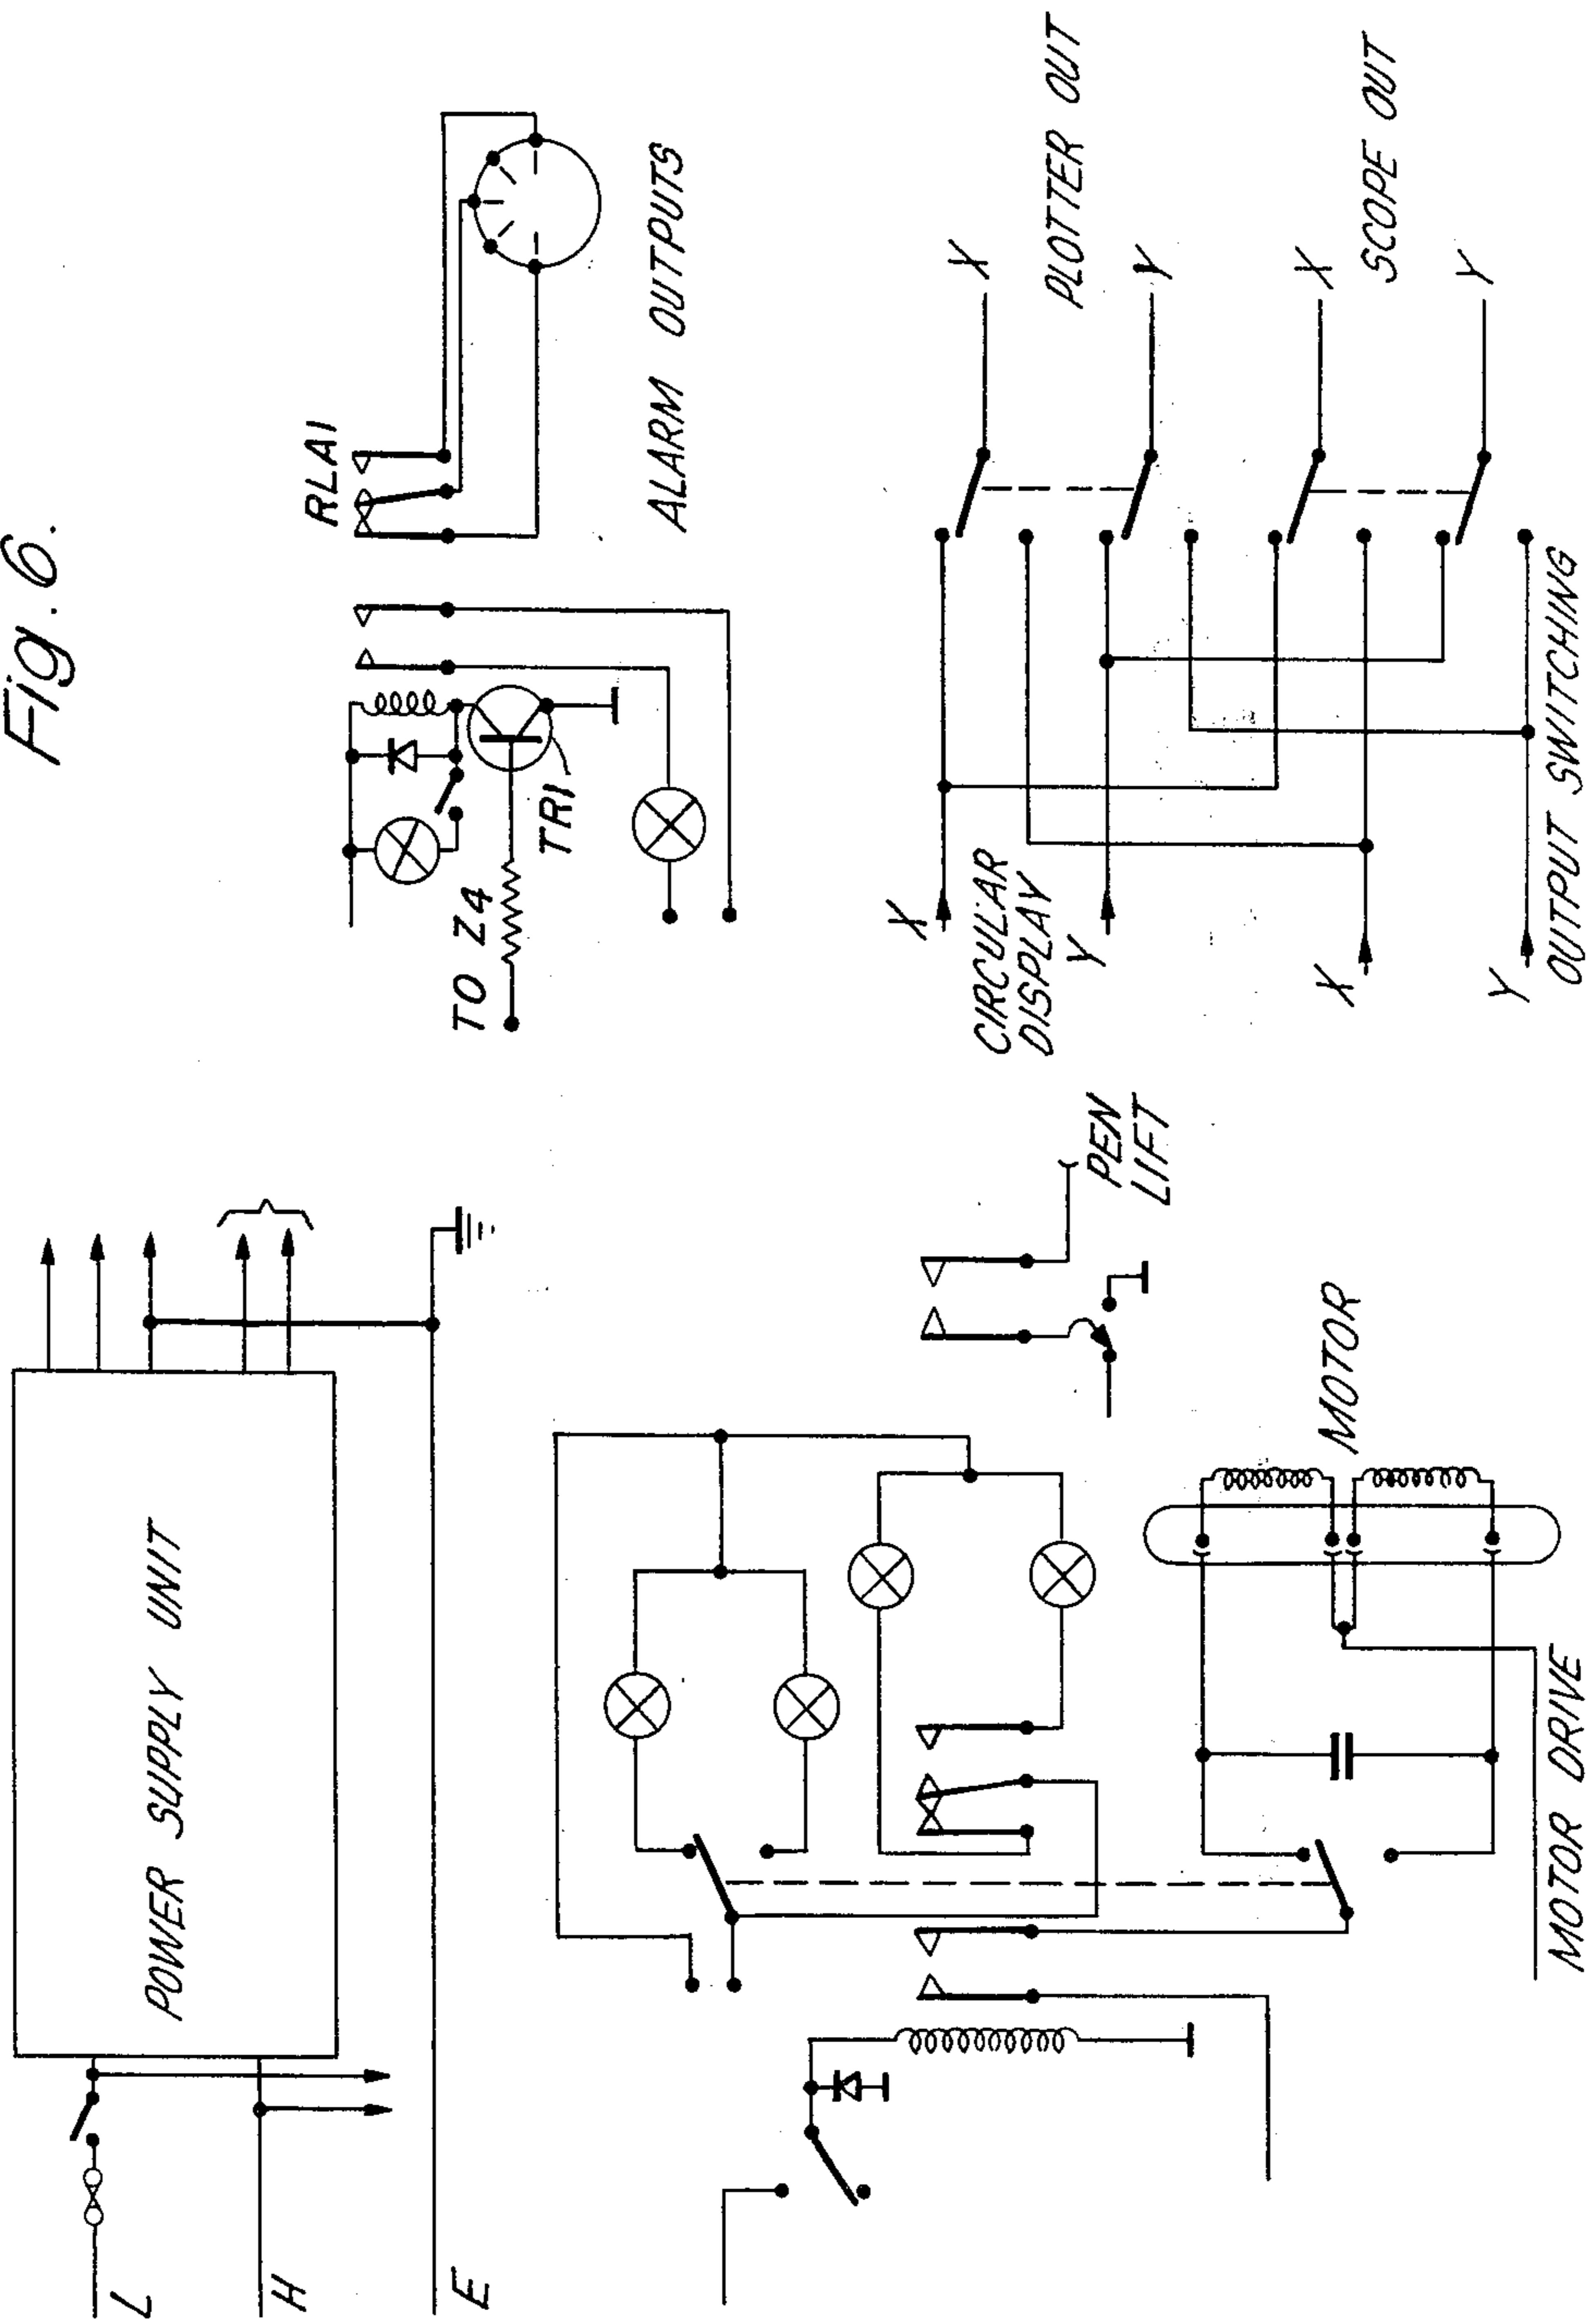 Fig. 6.
L
H
E
POWER SUPPLY UNIT
RLA1
TO Z4
TR1
ALARM OUTPUTS
PEN
LIFT
MOTOR
MOTOR DRIVE
X
CIRCULAR
DISPLAY
Y
X
Y
X
PLOTTER OUT
Y
X
SCOPE OUT
Y
OUTPUT SWITCHING